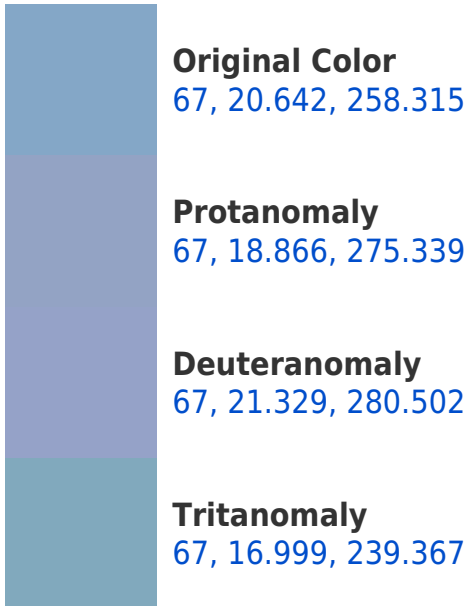 Original Color
67, 20.642, 258.315
Protanomaly
67, 18.866, 275.339
Deuteranomaly
67, 21.329, 280.502
Tritanomaly
67, 16.999, 239.367